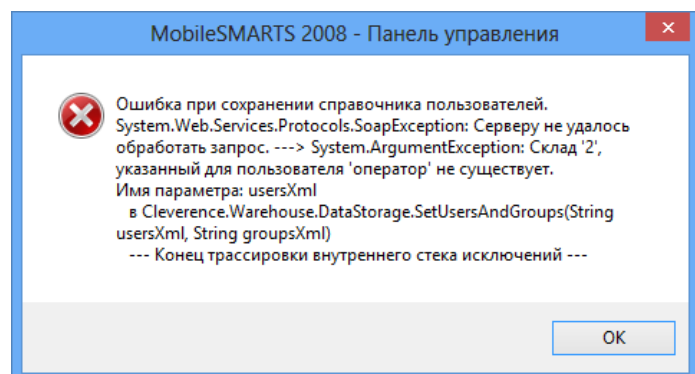 MobileSMARTS 2008 - Панель управления
Ошибка при сохранении справочника пользователей.
System.Web.Services.Protocols.SoapException: Серверу не удалось
обработать запрос. ---> System.ArgumentException: Склад '2',
указанный для пользователя 'оператор' не существует.
Имя параметра: usersXml
в Cleverence.Warehouse.DataStorage.SetUsersAndGroups(String
usersXml, String groupsXml)
--- Конец трассировки внутреннего стека исключений ---
OK